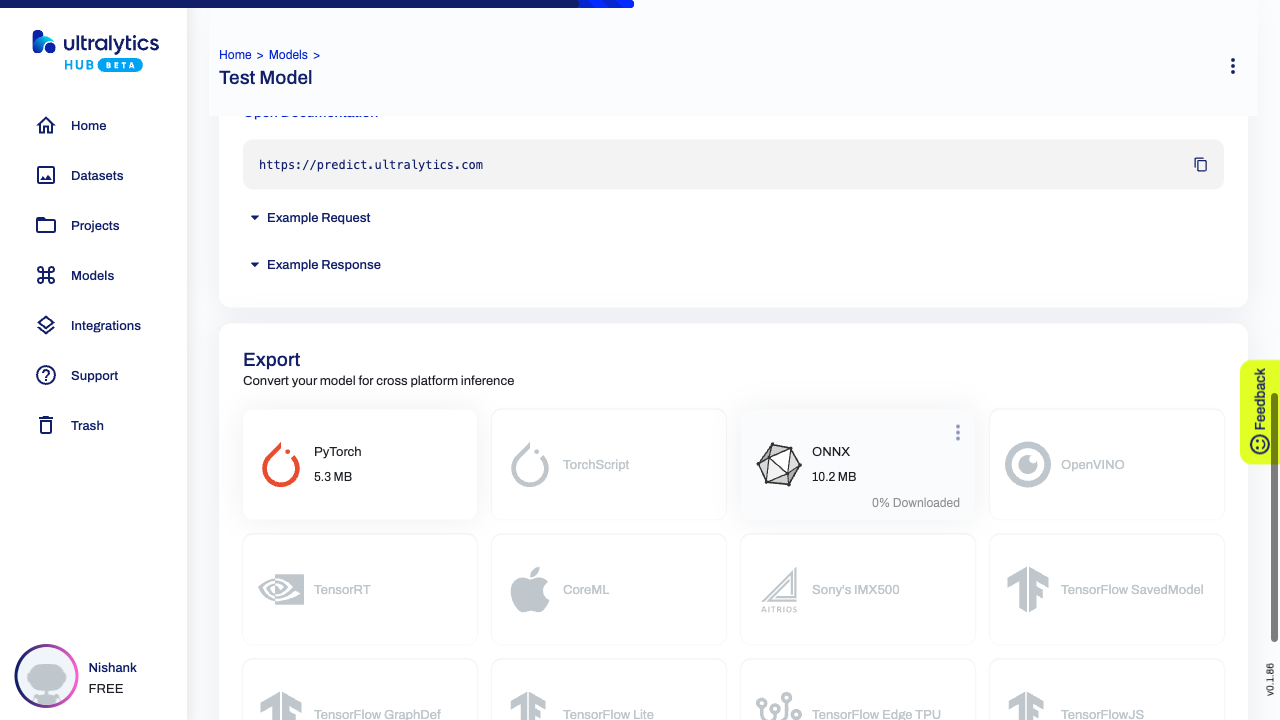 ultralytics
HUB BETA
Home
Datasets
Projects
Models
Integrations
Support
Trash
Nishank
FREE
Home > Models >
Test Model
Open Documentation
https://predict.ultralytics.com
Example Request
Example Response
Export
Convert your model for cross platform inference
PyTorch
5.3 MB
TorchScript
ONNX
10.2 MB
0% Downloaded
OpenVINO
TensorRT
CoreML
AITRIOS
Sony's IMX500
TensorFlow SavedModel
TensorFlow GraphDef
TensorFlow Lite
TensorFlow Edge TPU
TensorFlowJS
Feedback
v0.1.86